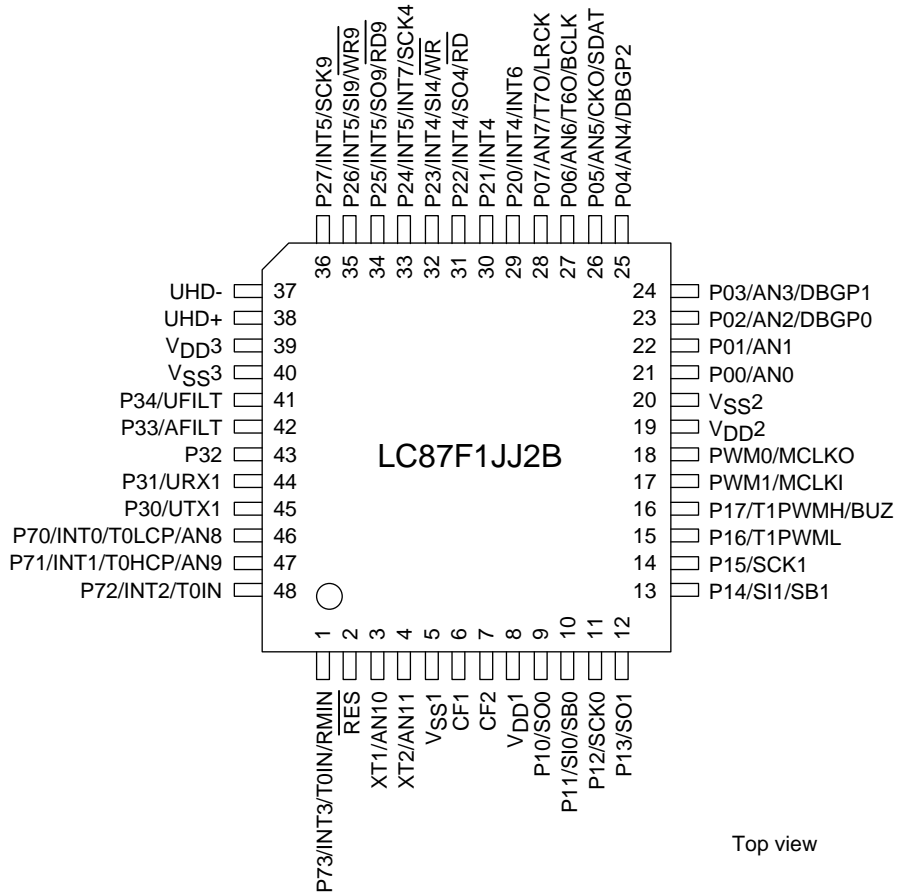 P27/INT5/SCK9
P26/INT5/SI9/WR9
P25/INT5/SO9/RD9
P24/INT5/INT7/SCK4
P23/INT4/SI4/WR
P22/INT4/SO4/RD
P21/INT4
P20/INT4/INT6
P07/AN7/T7O/LRCK
P06/AN6/T6O/BCLK
P05/AN5/CKO/SDAT
P04/AN4/DBGP2
36 35 34 33 32 31 30 29 28 27 26 25
UHD- 37
UHD+ 38
VDD3 39
VSS3 40
P34/UFILT 41
P33/AFILT 42
P32 43
P31/URX1 44
P30/UTX1 45
P70/INT0/T0LCP/AN8 46
P71/INT1/T0HCP/AN9 47
P72/INT2/T0IN 48
LC87F1JJ2B
24 P03/AN3/DBGP1
23 P02/AN2/DBGP0
22 P01/AN1
21 P00/AN0
20 VSS2
19 VDD2
18 PWM0/MCLKO
17 PWM1/MCLKI
16 P17/T1PWMH/BUZ
15 P16/T1PWML
14 P15/SCK1
13 P14/SI1/SB1
1 2 3 4 5 6 7 8 9 10 11 12
P73/INT3/T0IN/RMIN
RES
XT1/AN10
XT2/AN11
VSS1
CF1
CF2
VDD1
P10/SO0
P11/SI0/SB0
P12/SCK0
P13/SO1
Top view